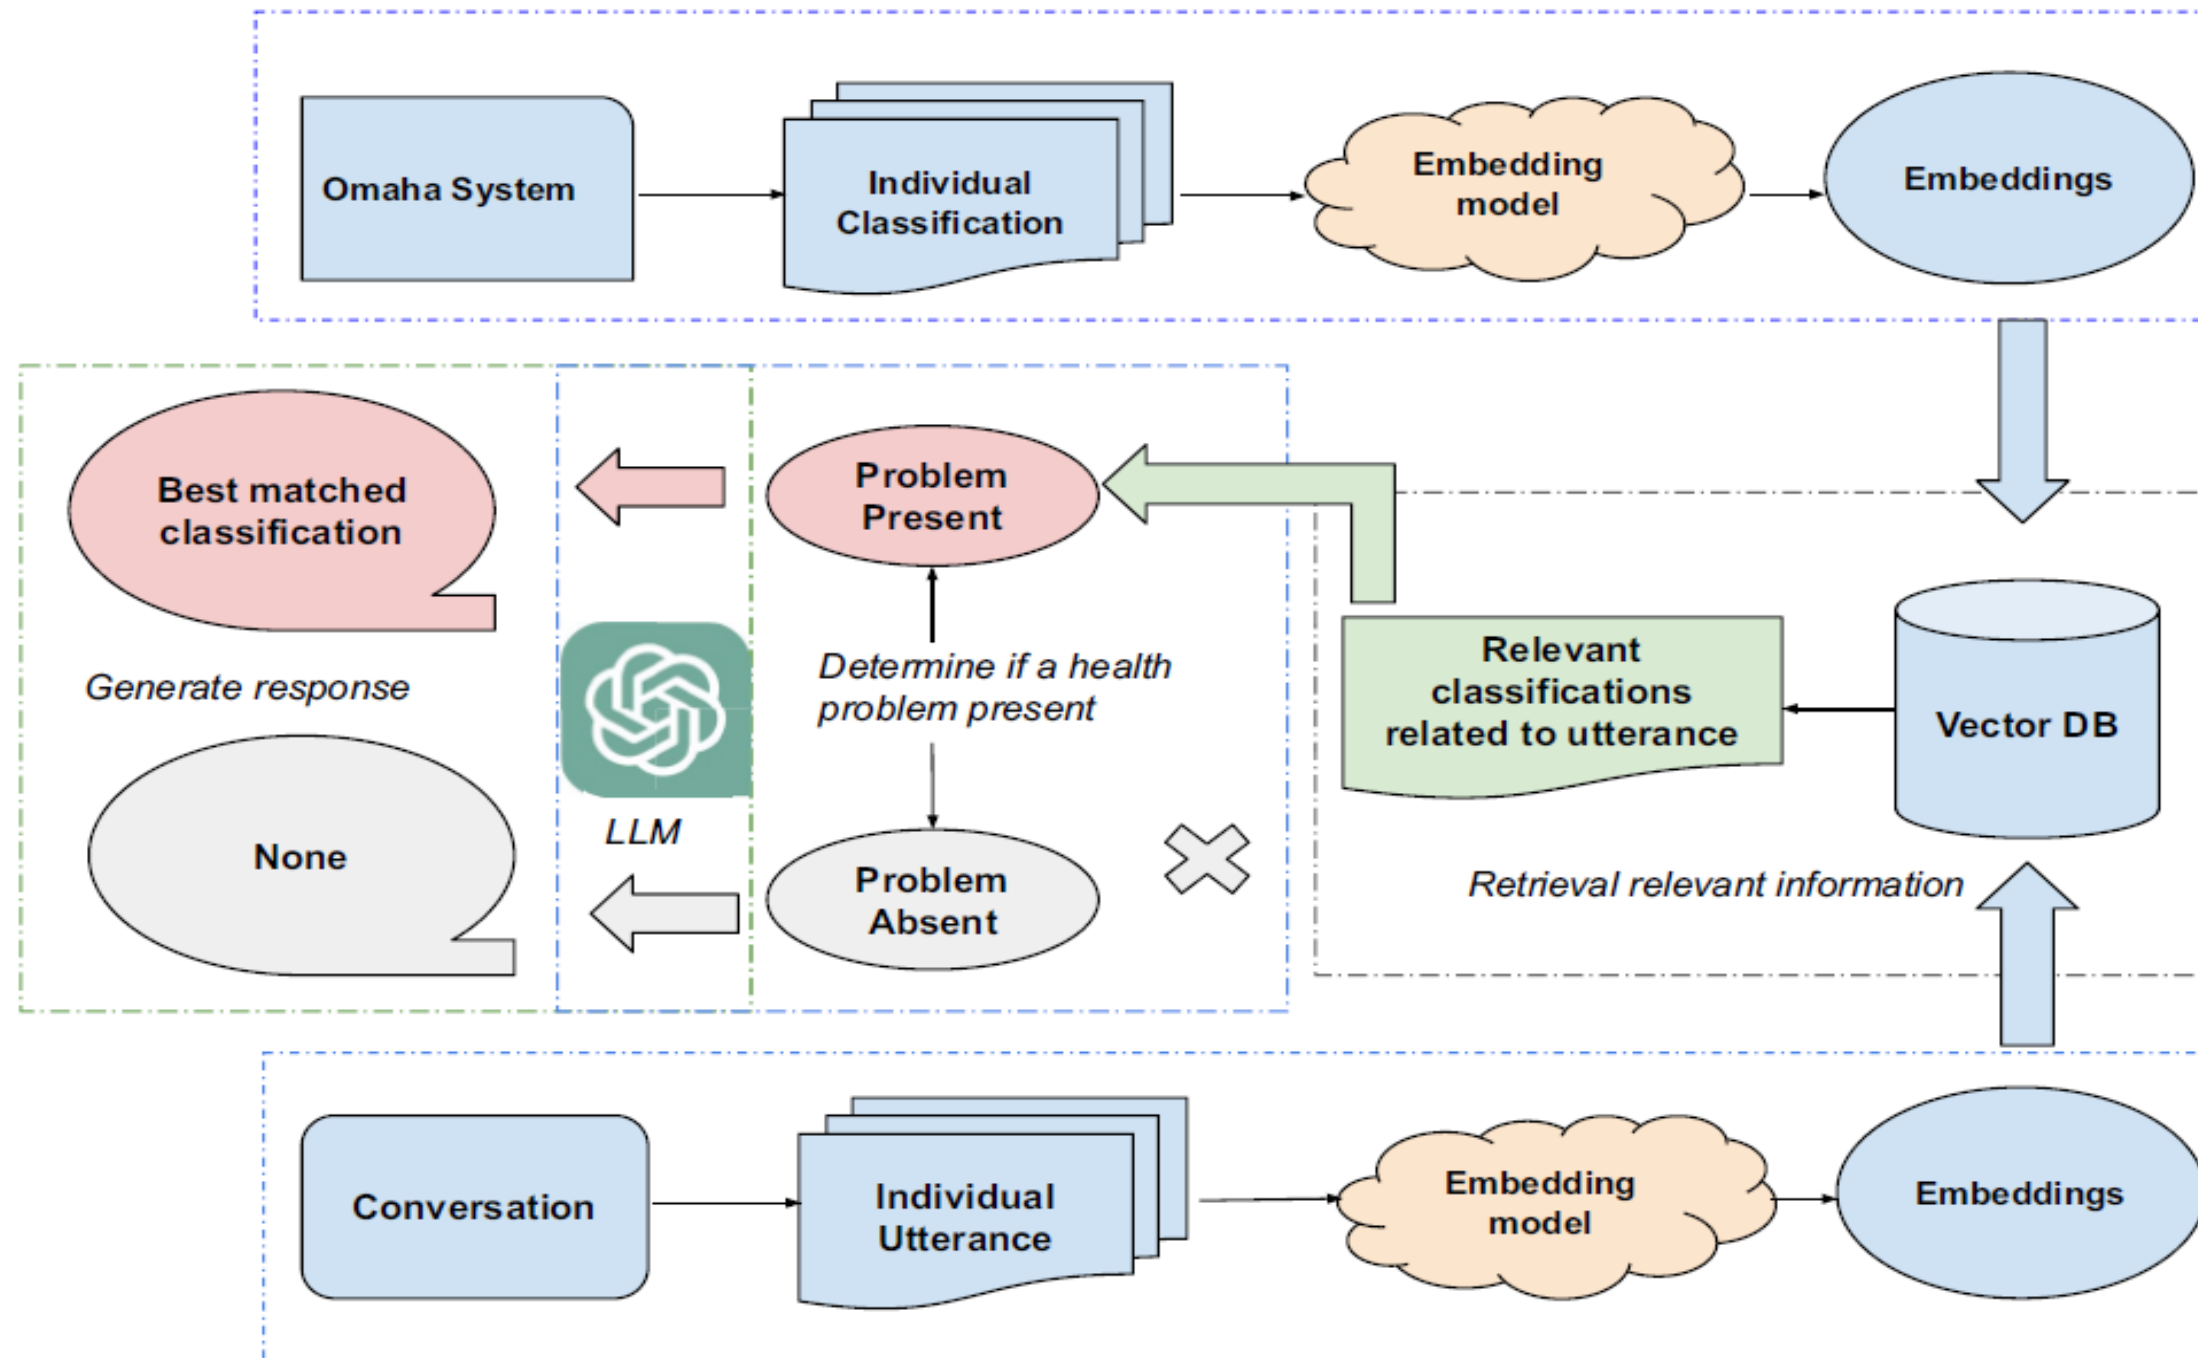 Omaha System
Individual
Classification
Embedding
model
Embeddings
Best matched
classification
Generate response
None
LLM
Problem
Present
Determine if a health
problem present
Problem
Absent
Relevant
classifications
related to utterance
Vector DB
Retrieval relevant information
Conversation
Individual
Utterance
Embedding
model
Embeddings